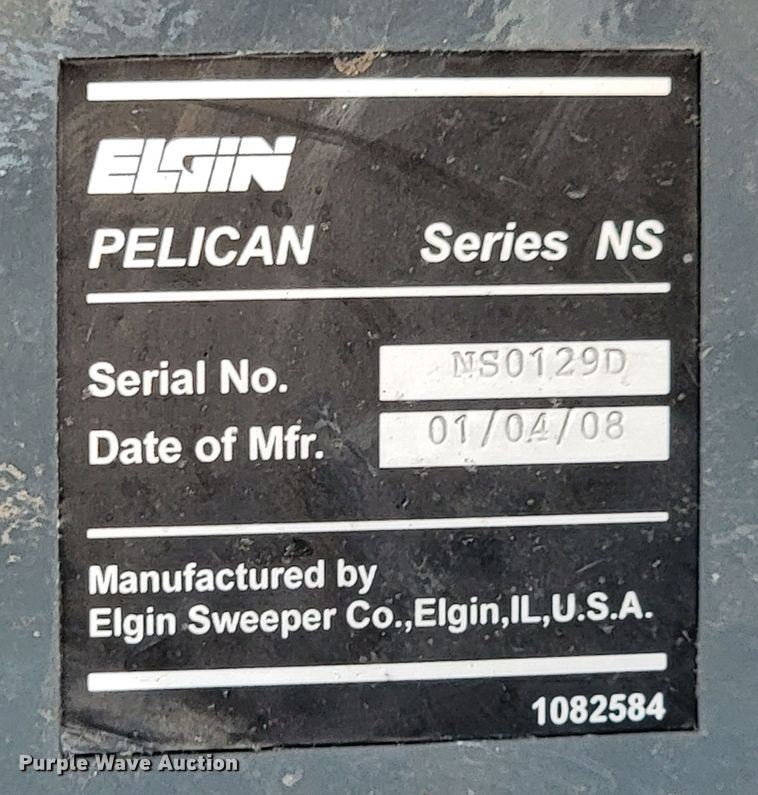 ELGIN
PELICAN Series NS
Serial No. NS0129D
Date of Mfr. 01/04/08
Manufactured by
Elgin Sweeper Co.,Elgin,IL,U.S.A.
1082584
Purple Wave Auction